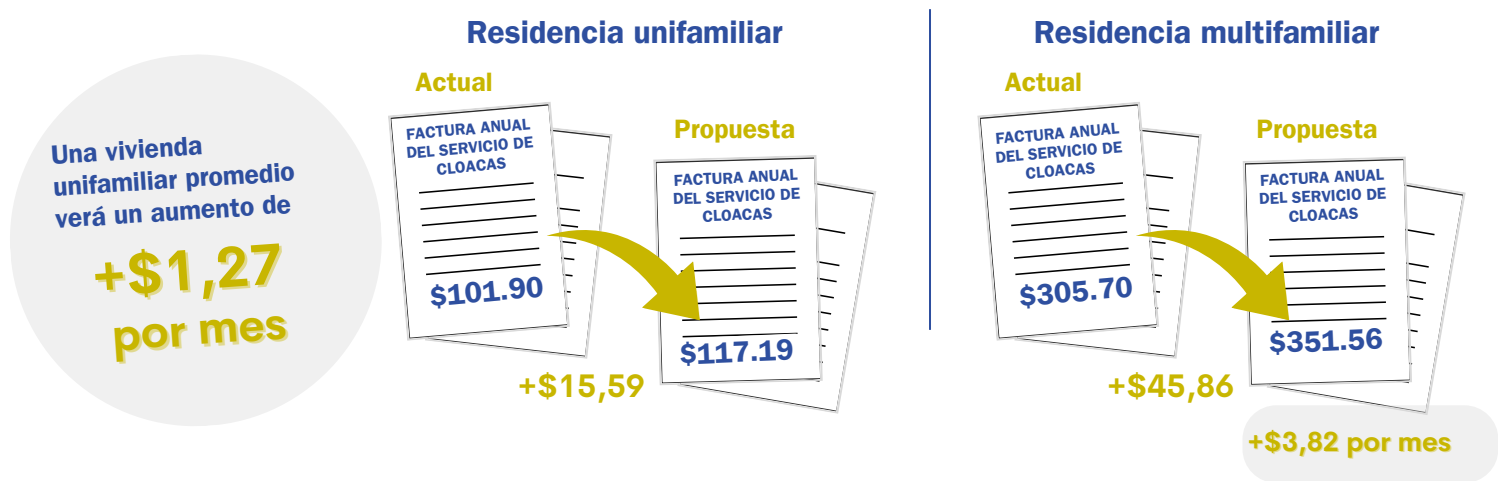 Una vivienda
unifamiliar promedio
verá un aumento de
+$1,27
por mes
Residencia unifamiliar
Actual
FACTURA ANUAL
DEL SERVICIO DE
CLOACAS
$101.90
Propuesta
FACTURA ANUAL
DEL SERVICIO DE
CLOACAS
$117.19
+$15,59
Residencia multifamiliar
Actual
FACTURA ANUAL
DEL SERVICIO DE
CLOACAS
$305.70
Propuesta
FACTURA ANUAL
DEL SERVICIO DE
CLOACAS
$351.56
+$45,86
+$3,82 por mes